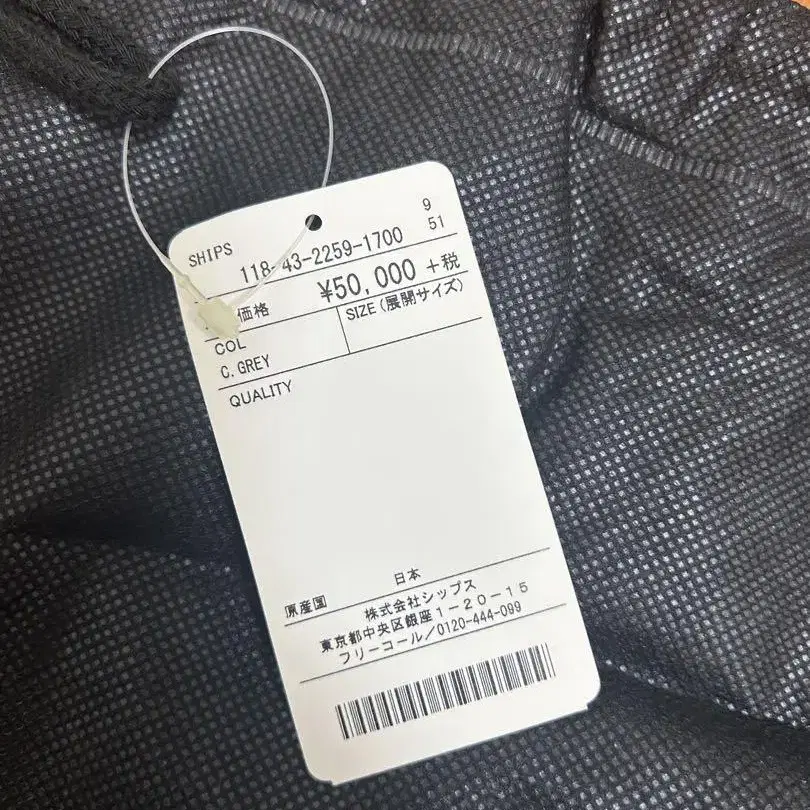 SHIPS
118-43-2259-1700
9
51
価格
¥50,000 +税
COL
C.GREY
SIZE(展開サイズ)
QUALITY
原産国 日本
株式会社シップス
東京都中央区銀座1-20-15
フリーコール/0120-444-099